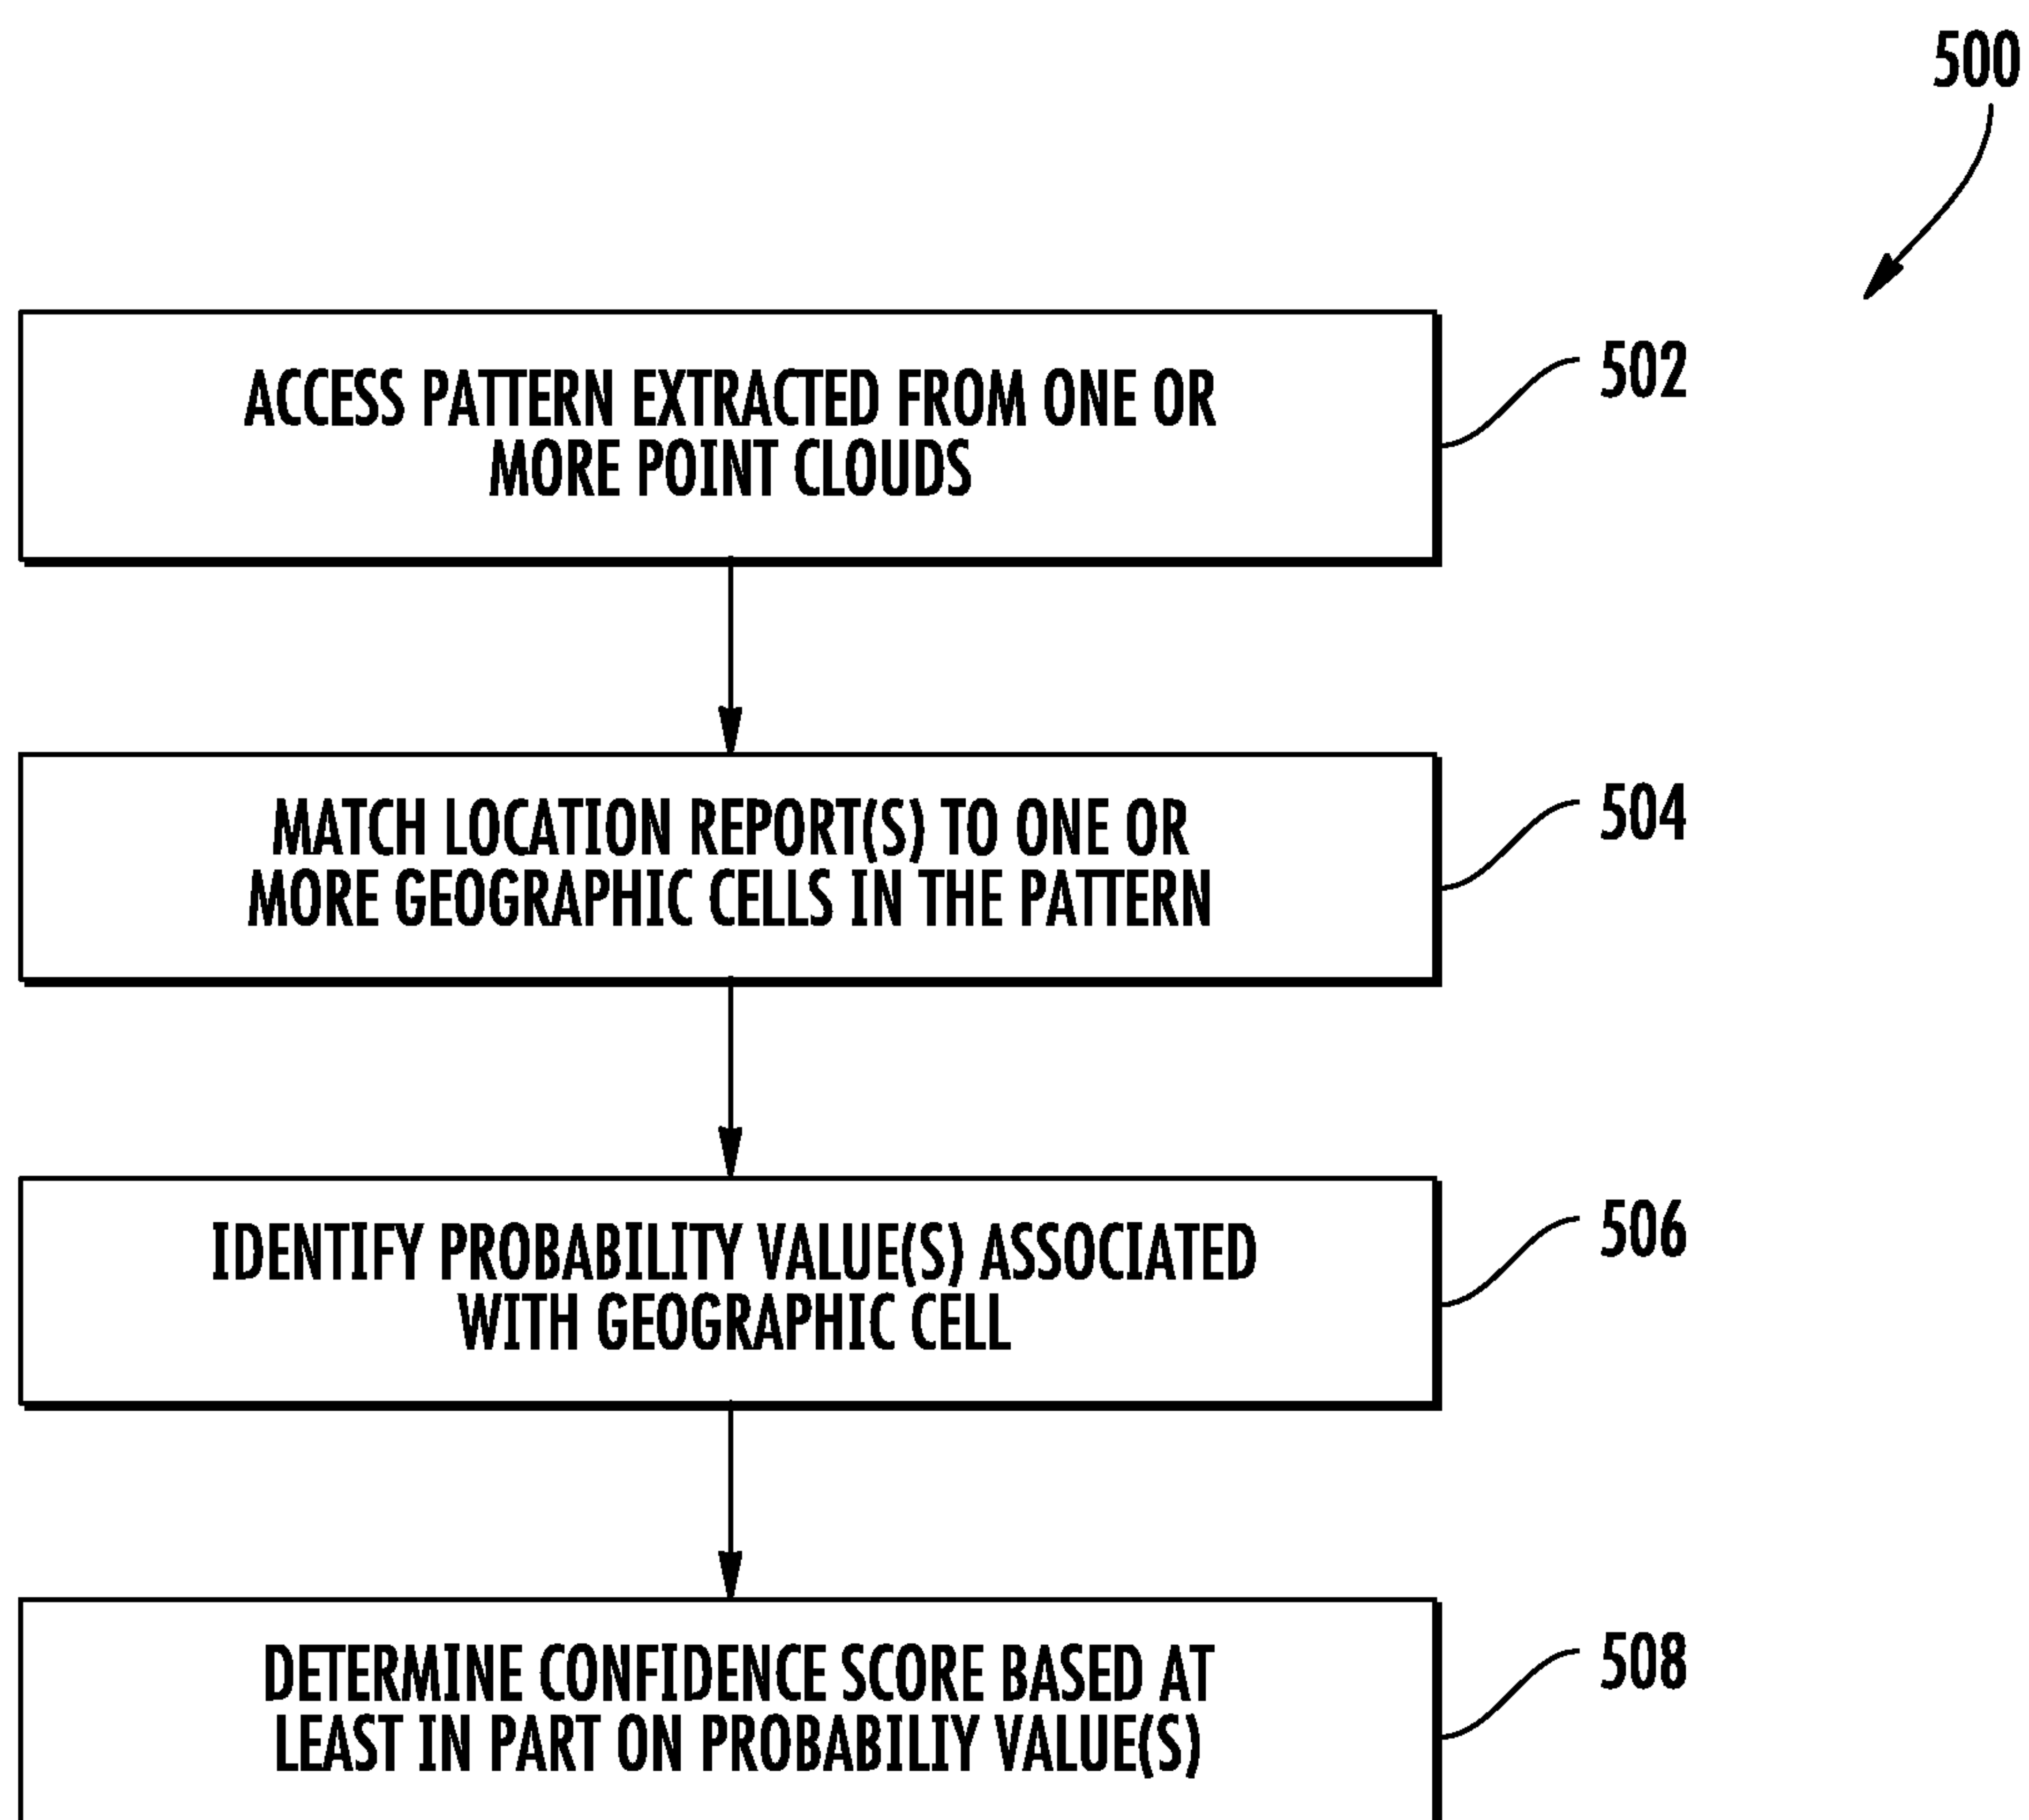 500
ACCESS PATTERN EXTRACTED FROM ONE OR
MORE POINT CLOUDS
502
MATCH LOCATION REPORT(S) TO ONE OR
MORE GEOGRAPHIC CELLS IN THE PATTERN
504
IDENTIFY PROBABILITY VALUE(S) ASSOCIATED
WITH GEOGRAPHIC CELL
506
DETERMINE CONFIDENCE SCORE BASED AT
LEAST IN PART ON PROBABILIY VALUE(S)
508